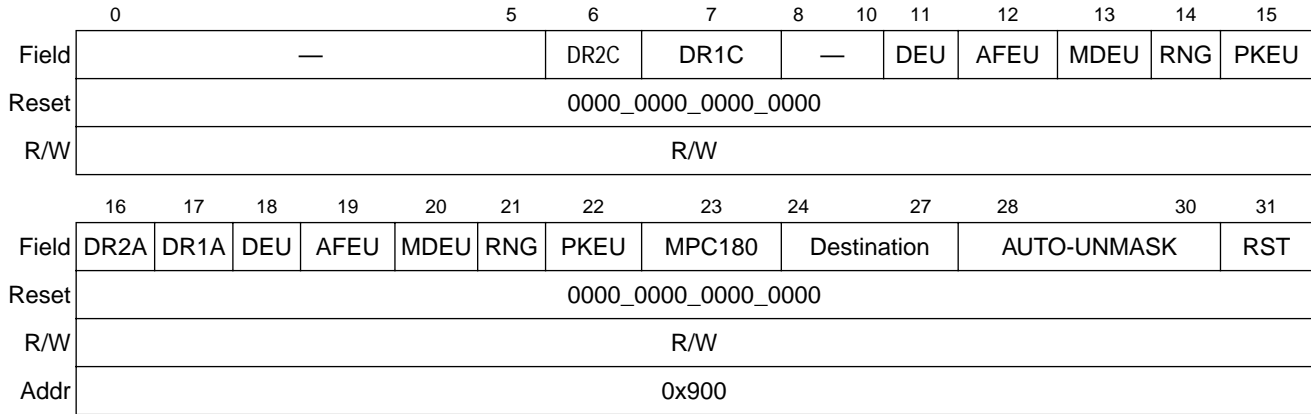 0 5 6 7 8 10 11 12 13 14 15
Field — DR2C DR1C — DEU AFEU MDEU RNG PKEU
Reset 0000_0000_0000_0000
R/W R/W
16 17 18 19 20 21 22 23 24 27 28 30 31
Field DR2A DR1A DEU AFEU MDEU RNG PKEU MPC180 Destination AUTO-UNMASK RST
Reset 0000_0000_0000_0000
R/W R/W
Addr 0x900